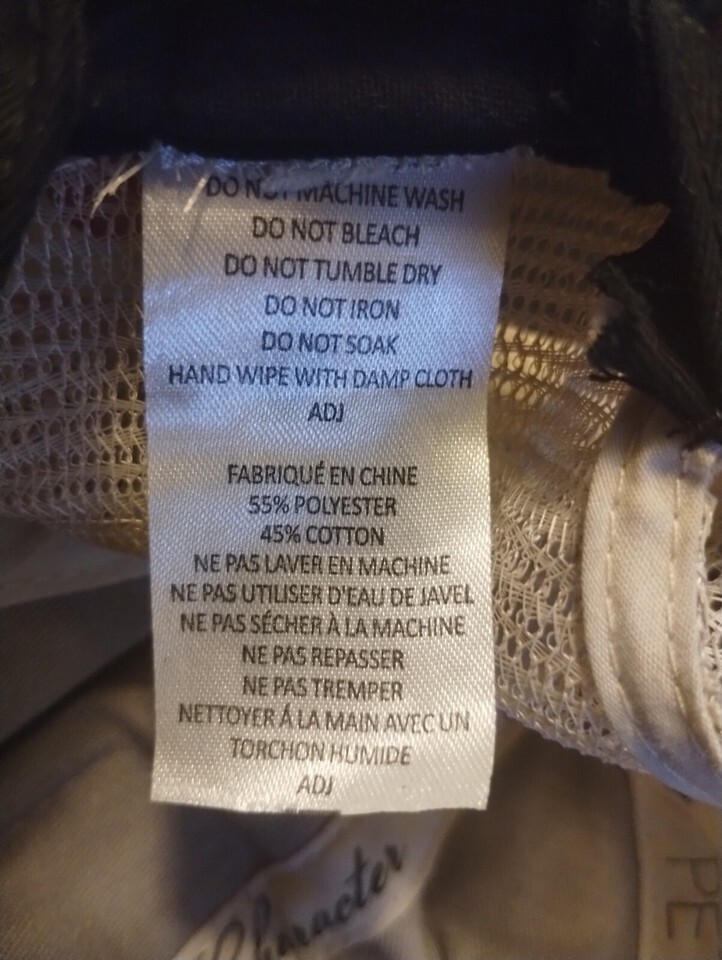 DO NOT MACHINE WASH
DO NOT BLEACH
DO NOT TUMBLE DRY
DO NOT IRON
DO NOT SOAK
HAND WIPE WITH DAMP CLOTH
ADJ
FABRIQUÉ EN CHINE
55% POLYESTER
45% COTTON
NE PAS LAVER EN MACHINE
NE PAS UTILISER D'EAU DE JAVEL
NE PAS SÉCHER À LA MACHINE
NE PAS REPASSER
NE PAS TREMPER
NETTOYER Á LA MAIN AVEC UN
TORCHON HUMIDE
ADJ
Character
PE